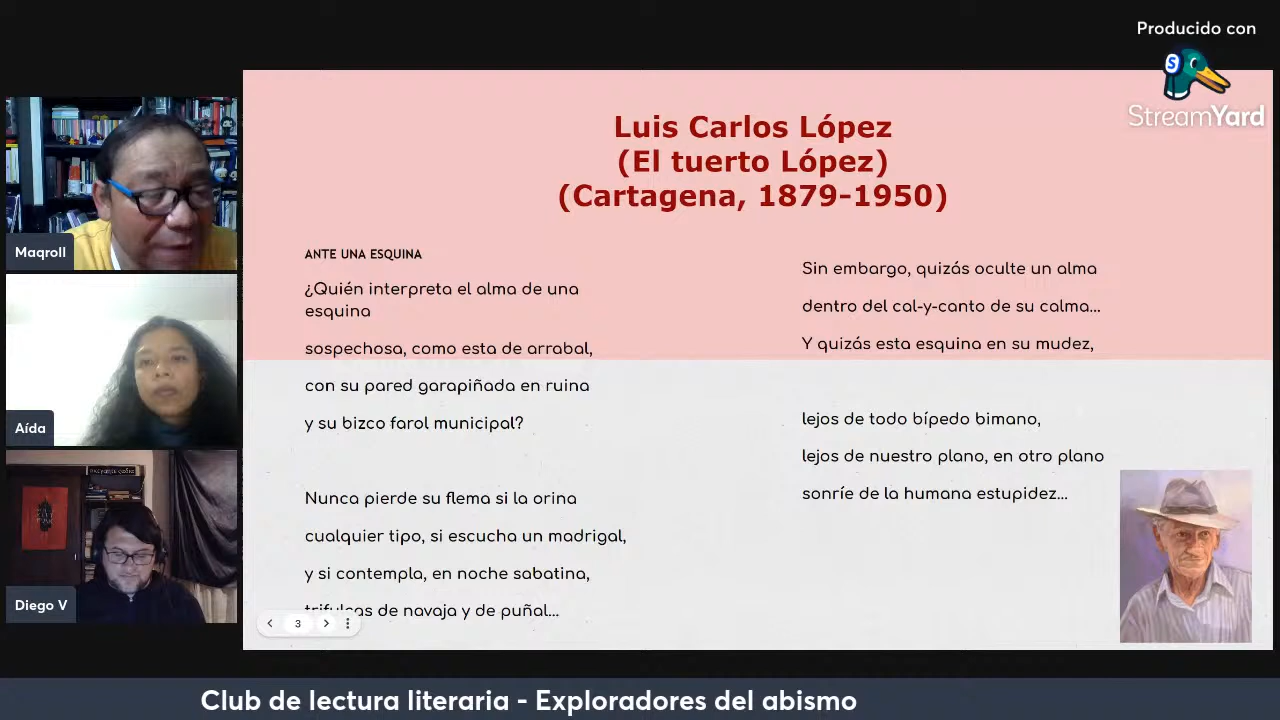 Producido con
StreamYard
Luis Carlos López
(El tuerto López)
(Cartagena, 1879-1950)
ANTE UNA ESQUINA
¿Quién interpreta el alma de una
esquina
sospechosa, como esta de arrabal,
con su pared garapiñada en ruina
y su bizco farol municipal?
Nunca pierde su flema si la orina
cualquier tipo, si escucha un madrigal,
y si contempla, en noche sabatina,
trifulcas de navaja y de puñal...
Sin embargo, quizás oculte un alma
dentro del cal-y-canto de su calma...
Y quizás esta esquina en su mudez,
lejos de todo bípedo bimano,
lejos de nuestro plano, en otro plano
sonríe de la humana estupidez...
3
Maqroll
Aída
Diego V
Club de lectura literaria - Exploradores del abismo